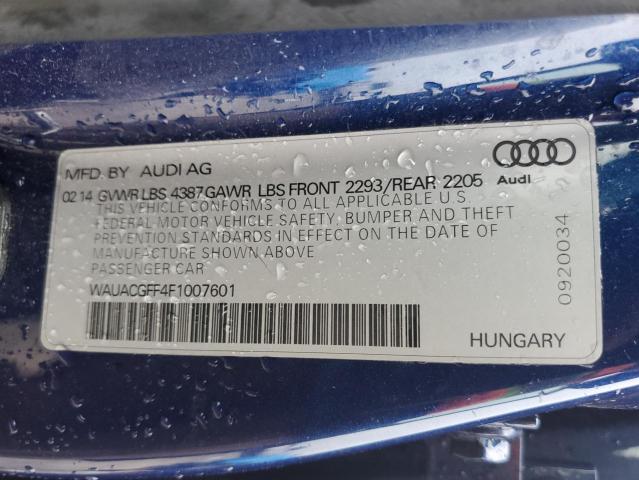 MFD. BY AUDI AG
02 14 GVWR LBS 4387 GAWR LBS FRONT 2293/REAR 2205
THIS VEHICLE CONFORMS TO ALL APPLICABLE U.S.
FEDERAL MOTOR VEHICLE SAFETY, BUMPER AND THEFT
PREVENTION STANDARDS IN EFFECT ON THE DATE OF
MANUFACTURE SHOWN ABOVE
PASSENGER CAR
WAUACGFF4F1007601
Audi
0920034
HUNGARY